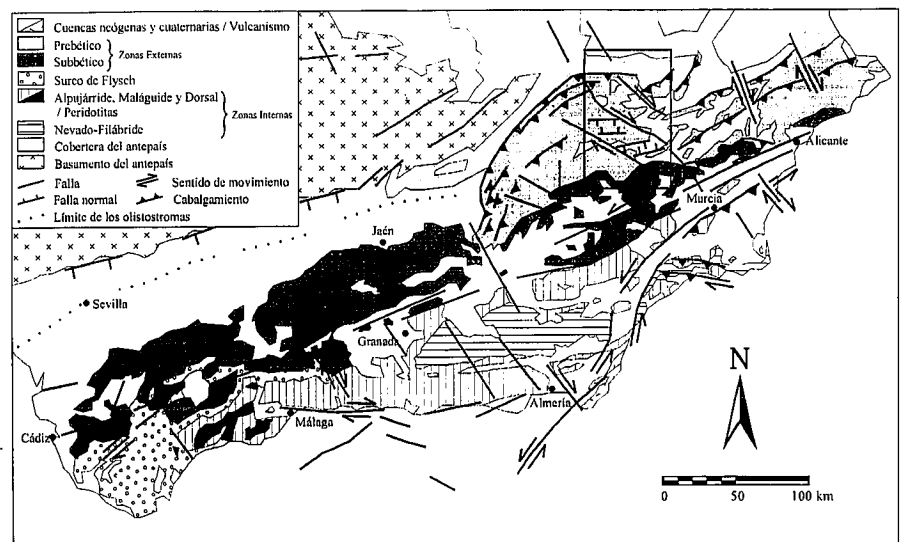 Cuencas neógenas y cuaternarias / Vulcanismo
Prebético
Subbético
Zonas Externas
Surco de Flysch
Alpujárride, Maláguide y Dorsal
/ Peridotitas
Zonas Internas
Nevado-Filábride
Cobertera del antepaís
Basamento del antepaís
Falla
Sentido de movimiento
Falla normal
Cabalgamiento
Límite de los olistostromas
Alicante
Murcia
Jaén
Sevilla
Granada
Almería
Málaga
Cádiz
N
0 50 100 km